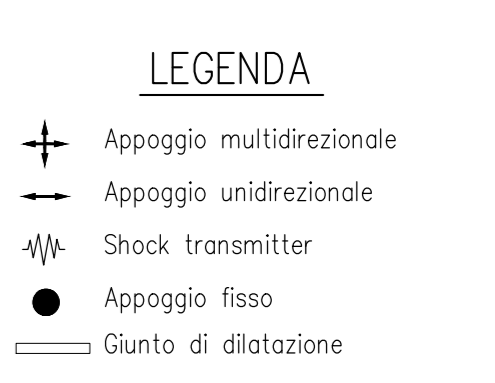 LEGENDA
Appoggio multidirezionale
Appoggio unidirezionale
Shock transmitter
Appoggio fisso
Giunto di dilatazione